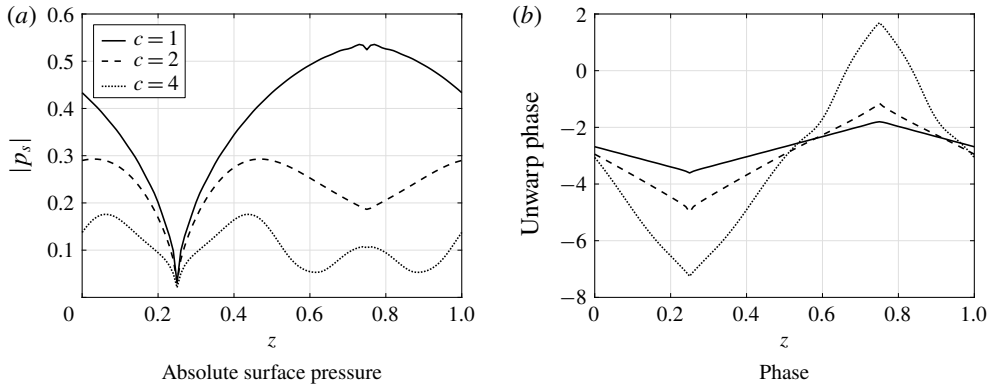 (a)
0.6
0.5
0.4
0.3
0.2
0.1
0
0.2
0.4
0.6
0.8
1.0
|p_s|
z
c = 1
c = 2
c = 4
Absolute surface pressure
(b)
2
0
−2
−4
−6
−8
0
0.2
0.4
0.6
0.8
1.0
Unwarp phase
z
Phase